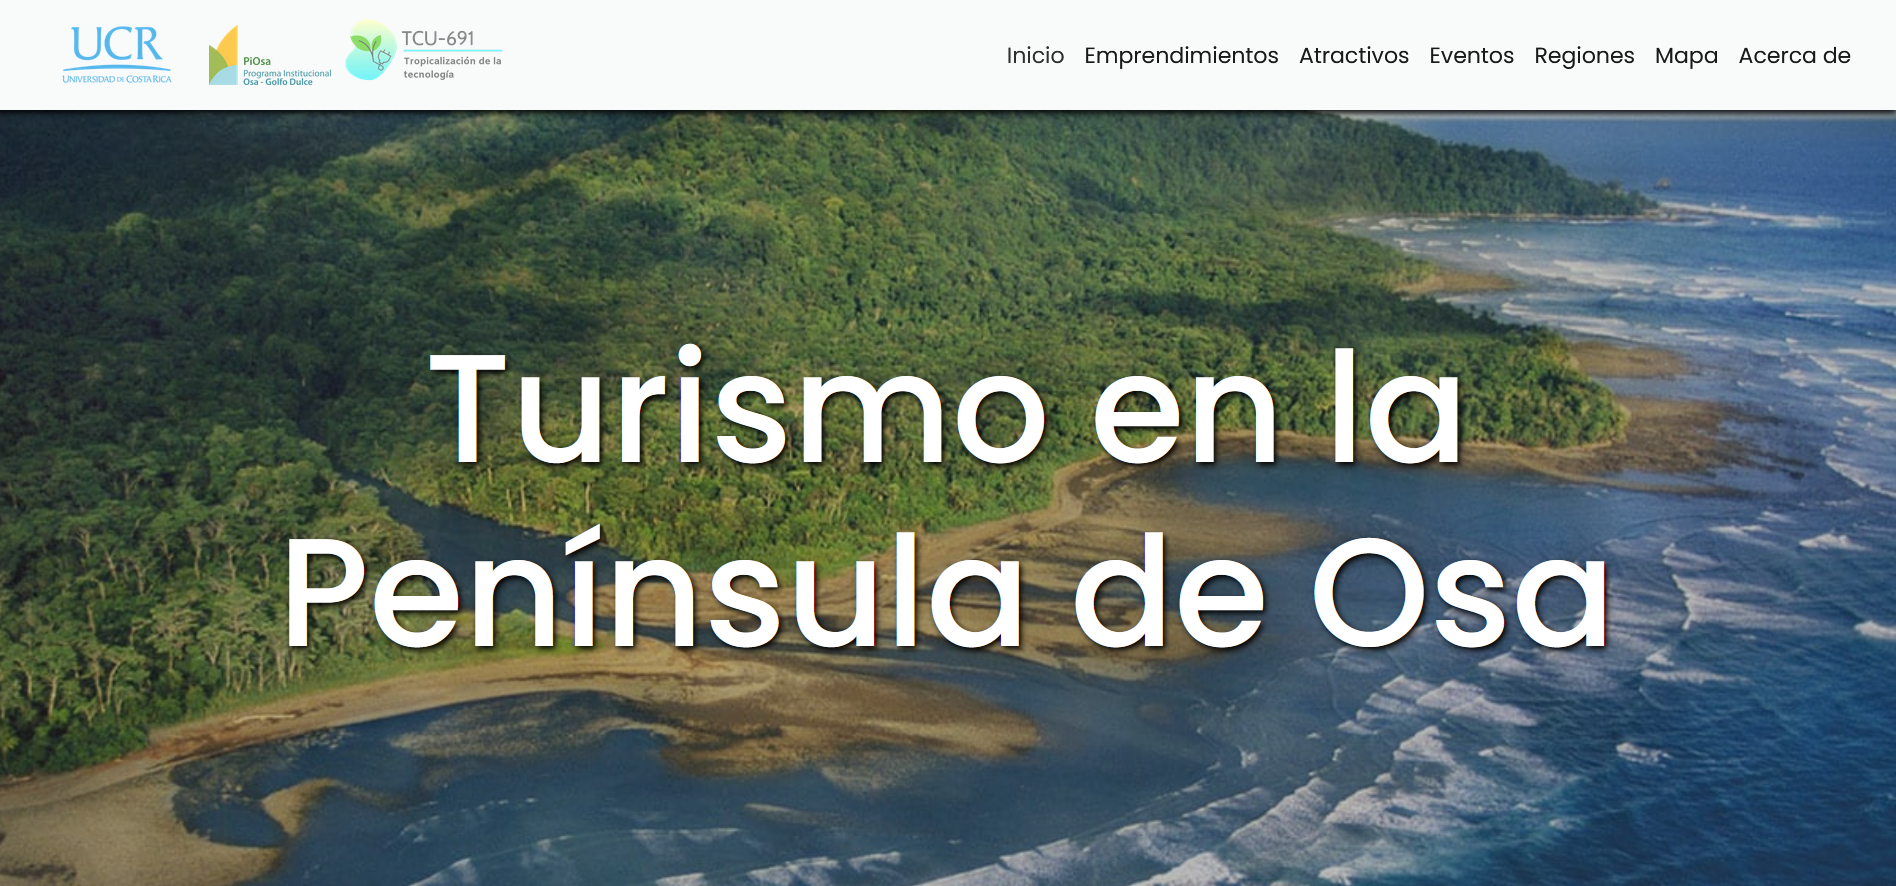 UCR
UNIVERSIDAD DE COSTA RICA
PiOsa
Programa Institucional
Osa - Golfo Dulce
TCU-691
Tropicalización de la
tecnología
Inicio Emprendimientos Atractivos Eventos Regiones Mapa Acerca de
Turismo en la
Península de Osa